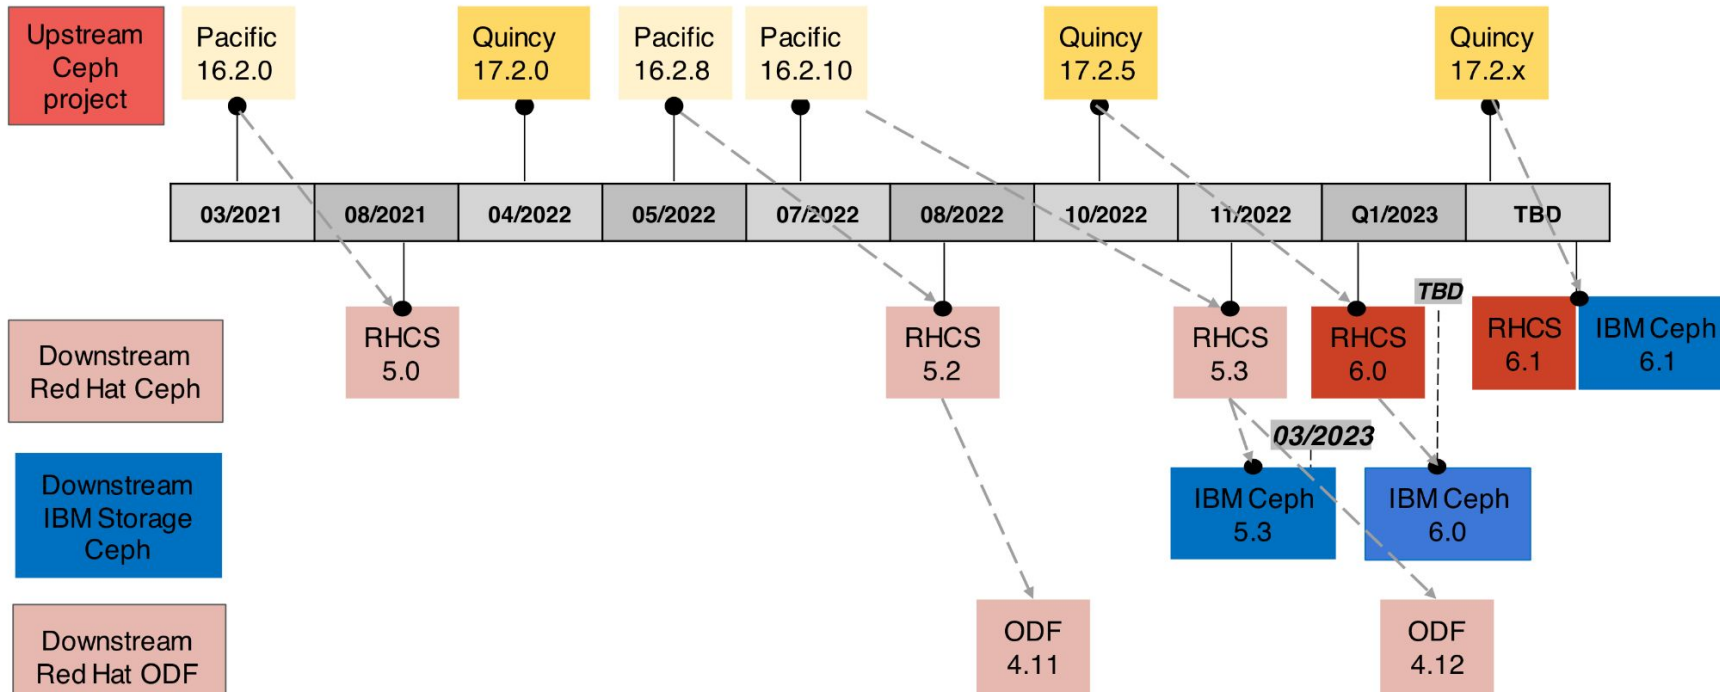 Upstream
Ceph
project
Pacific
16.2.0
Quincy
17.2.0
Pacific
16.2.8
Pacific
16.2.10
Quincy
17.2.5
Quincy
17.2.x
03/2021
08/2021
04/2022
05/2022
07/2022
08/2022
10/2022
11/2022
Q1/2023
TBD
Downstream
Red Hat Ceph
RHCS
5.0
RHCS
5.2
RHCS
5.3
RHCS
6.0
TBD
RHCS
6.1
IBM Ceph
6.1
03/2023
Downstream
IBM Storage
Ceph
IBM Ceph
5.3
IBM Ceph
6.0
Downstream
Red Hat ODF
ODF
4.11
ODF
4.12